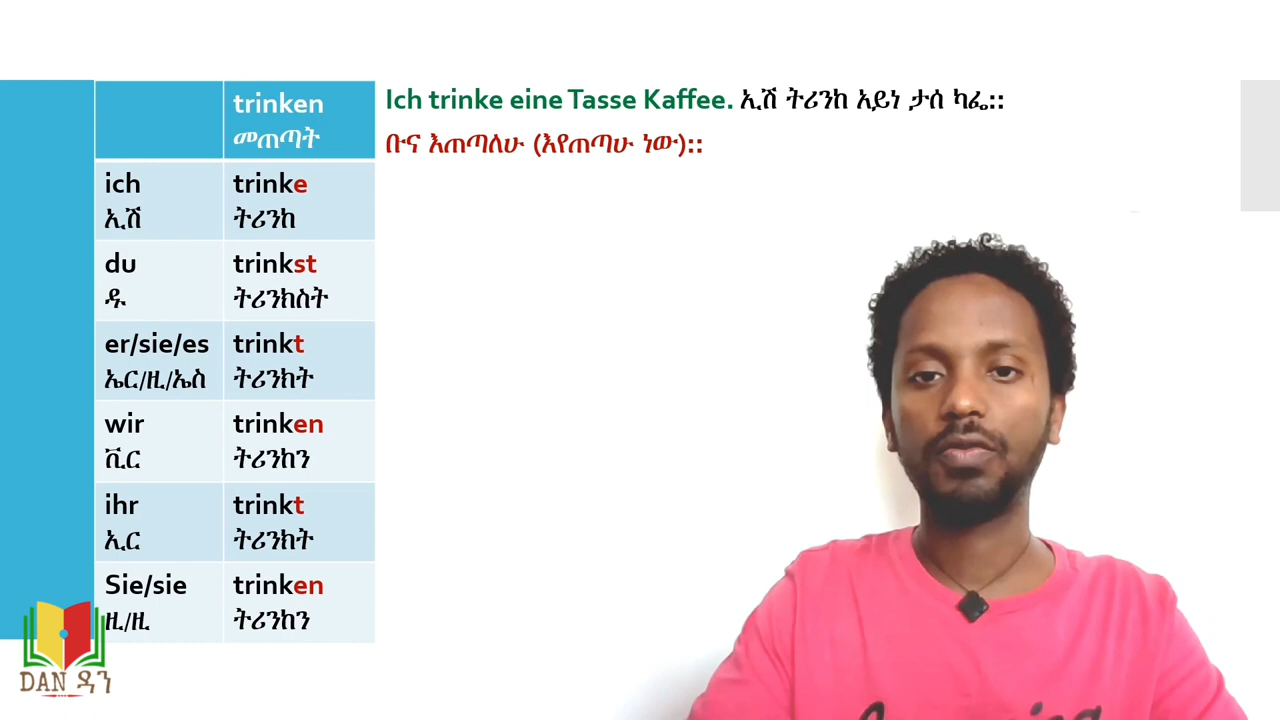 trinken
መጠጣት
ich
ኢሽ
trinke
ትሪንከ
du
ዱ
trinkst
ትሪንክስት
er/sie/es
ኤር/ዚ/ኤስ
trinkt
ትሪንክት
wir
ቪር
trinken
ትሪንከን
ihr
ኢር
trinkt
ትሪንክት
Sie/sie
ዚ/ዚ
trinken
ትሪንከን
Ich trinke eine Tasse Kaffee. ኢሽ ትሪንከ አይነ ታሰ ካፌ::
ቡና እጠጣለሁ (እየጠጣሁ ነው)::
DAN ዳን